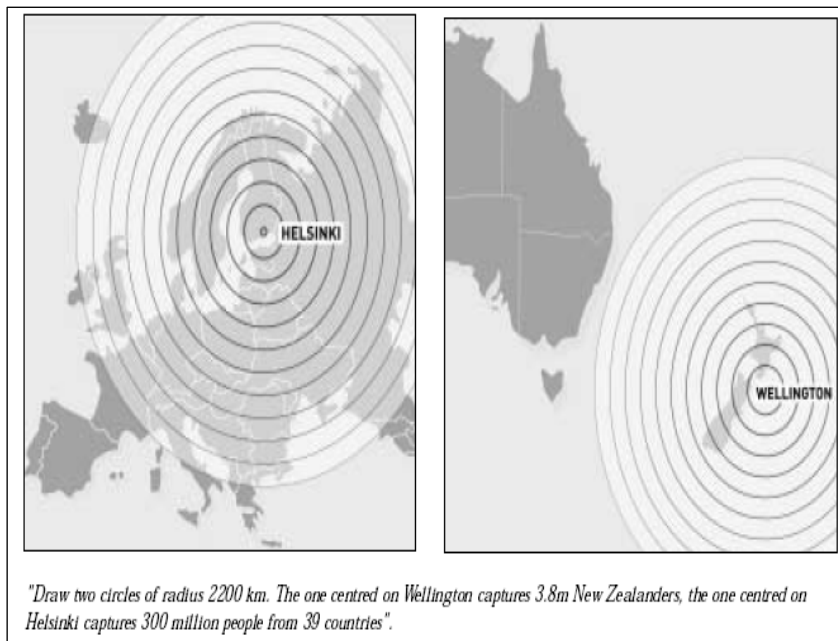 HELSINKI
WELLINGTON
"Draw two circles of radius 2200 km. The one centred on Wellington captures 3.8m New Zealanders, the one centred on
Helsinki captures 300 million people from 39 countries".